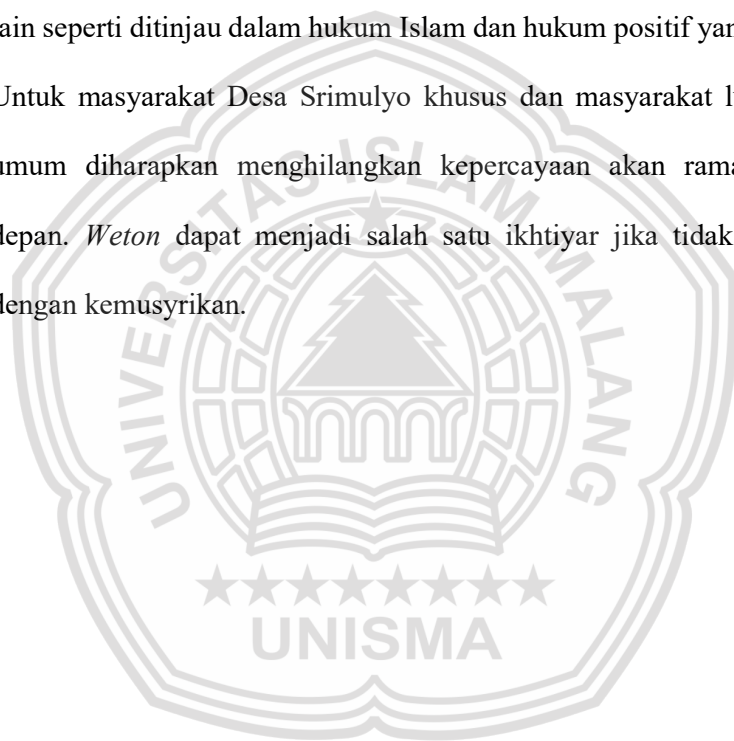 ain seperti ditinjau dalam hukum Islam dan hukum positif yan
Untuk masyarakat Desa Srimulyo khusus dan masyarakat l
umum diharapkan menghilangkan kepercayaan akan rama
depan. Weton dapat menjadi salah satu ikhtiyar jika tidak
dengan kemusyrikan.
UNIVERSITAS ISLAM MALANG
UNISMA